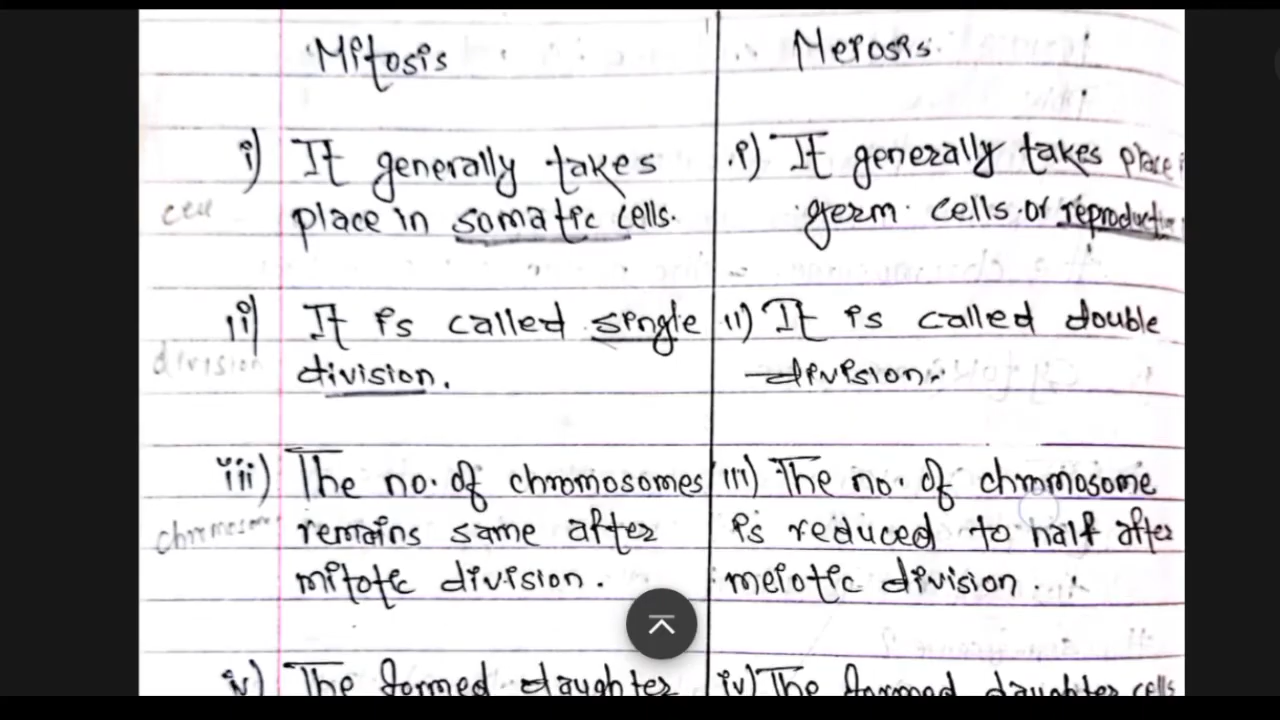 Mitosis
Meiosis.
i) It generally takes
place in somatic cells.
cell
ii) It is called single
division.
division
iii) The no. of chromosomes
remains same after
mitotic division.
iv) The formed daughter
i) It generally takes place
germ cells or
ii) It is called double
division.
iii) The no. of chrmosome
is reduced to half after
meiotic division.
iv) The formed daughter cells